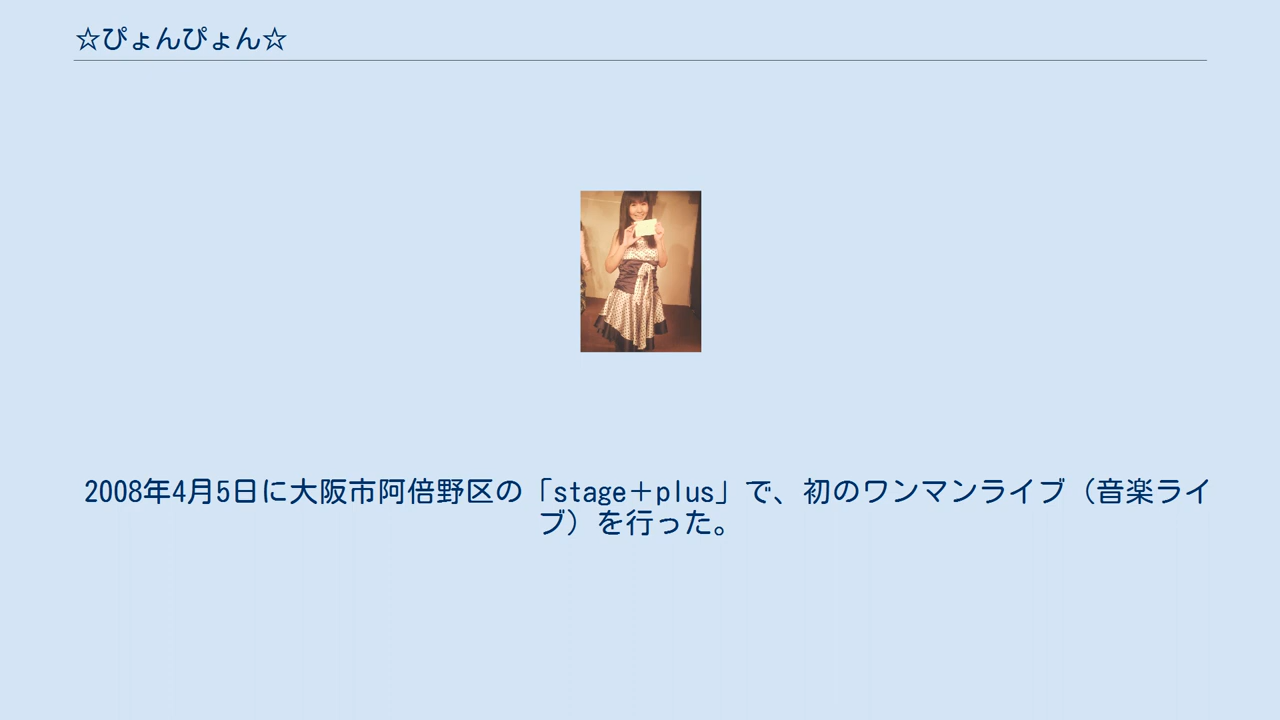 ☆ぴょんぴょん☆
2008年4月5日に大阪市阿倍野区の「stage＋plus」で、初のワンマンライブ（音楽ライ
ブ）を行った。